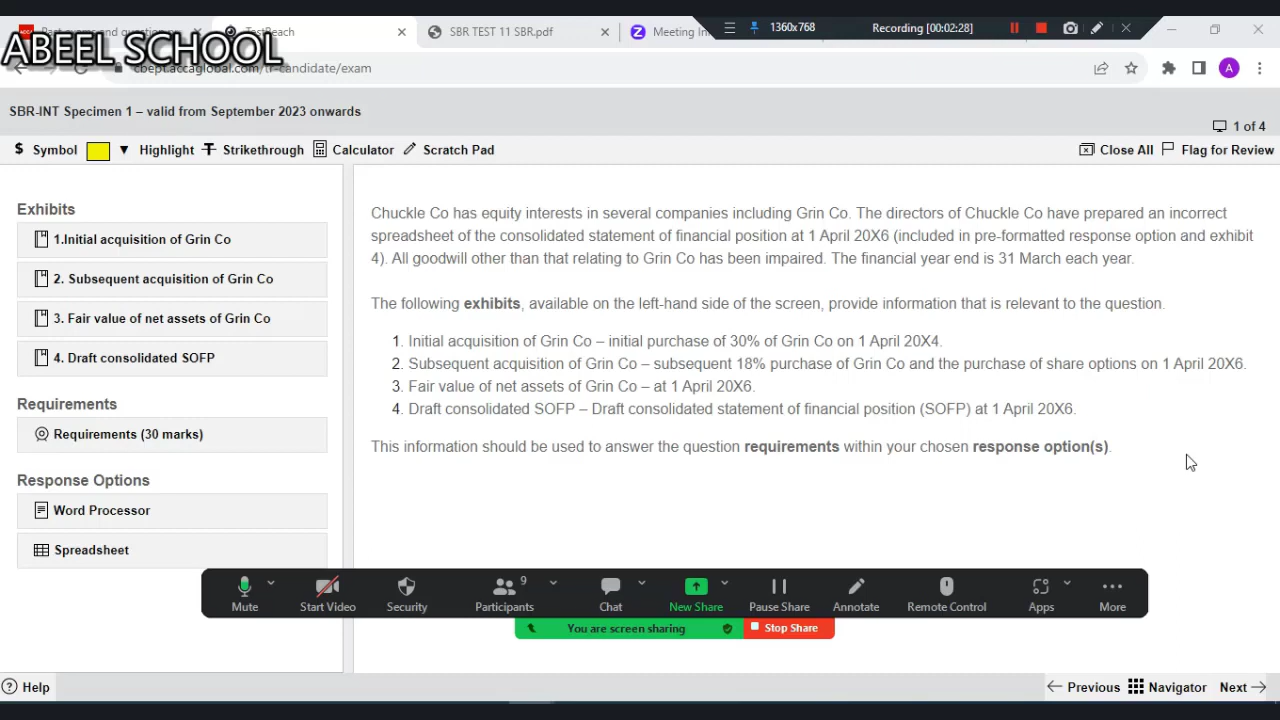 Past exams and question
TestReach
SBR TEST 11 SBR.pdf
Meeting In
1360x768
Recording [00:02:28]
ABEEL SCHOOL
A
SBR-INT Specimen 1 – valid from September 2023 onwards
1 of 4
$ Symbol
Highlight
Strikethrough
Calculator
Scratch Pad
Close All
Flag for Review
Exhibits
1.Initial acquisition of Grin Co
2. Subsequent acquisition of Grin Co
3. Fair value of net assets of Grin Co
4. Draft consolidated SOFP
Requirements
Requirements (30 marks)
Response Options
Word Processor
Spreadsheet
Chuckle Co has equity interests in several companies including Grin Co. The directors of Chuckle Co have prepared an incorrect
spreadsheet of the consolidated statement of financial position at 1 April 20X6 (included in pre-formatted response option and exhibit
4). All goodwill other than that relating to Grin Co has been impaired. The financial year end is 31 March each year.
The following exhibits, available on the left-hand side of the screen, provide information that is relevant to the question.
1. Initial acquisition of Grin Co – initial purchase of 30% of Grin Co on 1 April 20X4.
2. Subsequent acquisition of Grin Co – subsequent 18% purchase of Grin Co and the purchase of share options on 1 April 20X6.
3. Fair value of net assets of Grin Co – at 1 April 20X6.
4. Draft consolidated SOFP – Draft consolidated statement of financial position (SOFP) at 1 April 20X6.
This information should be used to answer the question requirements within your chosen response option(s).
Mute
Start Video
Security
9
Participants
Chat
New Share
Pause Share
Annotate
Remote Control
Apps
More
You are screen sharing
Stop Share
Help
Previous
Navigator
Next